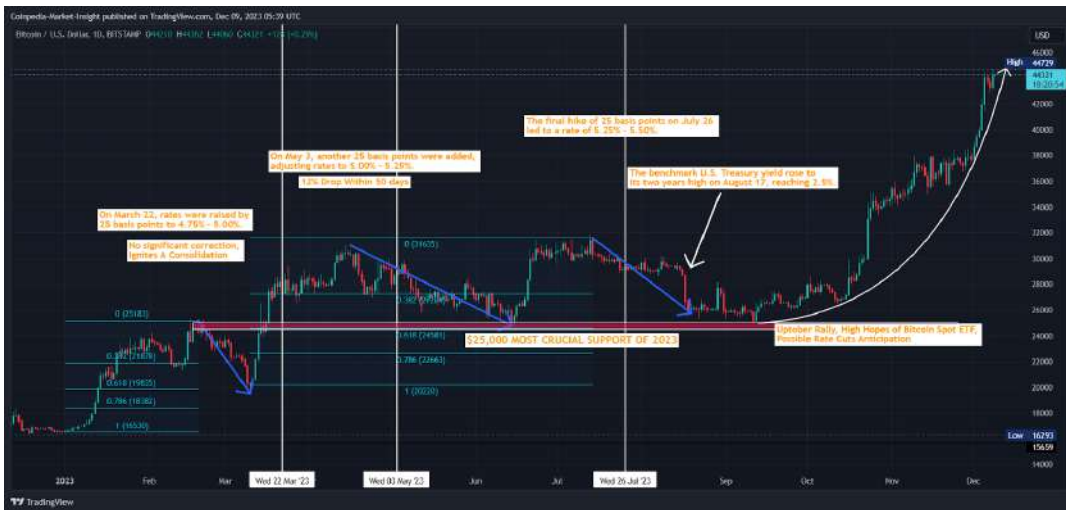 Coinpedia-Market-Insight published on TradingView.com, Dec 09, 2023 05:39 UTC
Bitcoin / U.S. Dollar, 1D, BITSTAMP O44210 H44362 L44060 C44321
USD
46000
High 44729
44321
18:20:54
42000
40000
38000
36000
34000
32000
30000
28000
26000
24000
22000
20000
18000
Low 16293
15659
14000
The final hike of 25 basis points on July 26
led to a rate of 5.25% - 5.50%.
On May 3, another 25 basis points were added,
adjusting rates to 5.00% - 5.25%.
12% Drop Within 50 days
The benchmark U.S. Treasury yield rose to
its two years high on August 17, reaching 2.5%.
On March 22, rates were raised by
25 basis points to 4.75% - 5.00%.
No significant correction,
Ignites A Consolidation
0 (31635)
0.618 (24581)
0.786 (22663)
1 (20220)
0 (25183)
0.618 (19835)
0.786 (18382)
1 (16530)
$25,000 MOST CRUCIAL SUPPORT OF 2023
Uptober Rally, High Hopes of Bitcoin Spot ETF,
Possible Rate Cuts Anticipation
2023 Feb Mar Wed 22 Mar '23 Wed 03 May '23 Jun Jul Wed 26 Jul '23 Sep Oct Nov Dec
TradingView